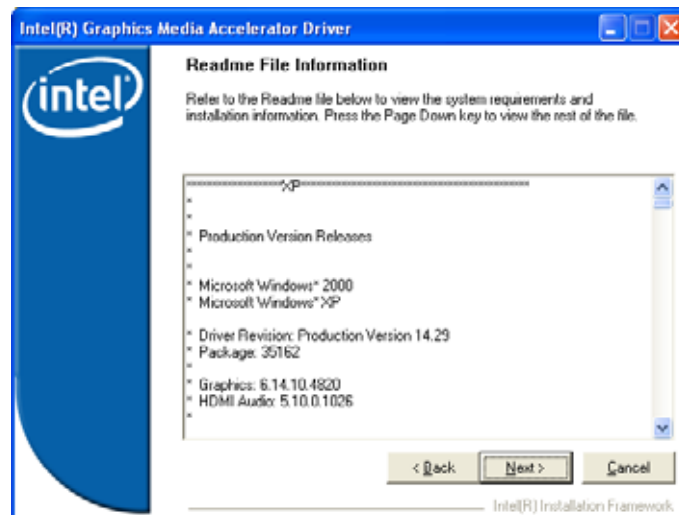 Intel(R) Graphics Media Accelerator Driver
intel
Readme File Information
Refer to the Readme file below to view the system requirements and
installation information. Press the Page Down key to view the rest of the file.
********************XP****************************************************
*
*
* Production Version Releases
*
*
* Microsoft Windows* 2000
* Microsoft Windows* XP
*
* Driver Revision: Production Version 14.29
* Package: 35162
*
* Graphics: 6.14.10.4820
* HDMI Audio: 5.10.0.1026
*
< Back
Next >
Cancel
Intel(R) Installation Framework